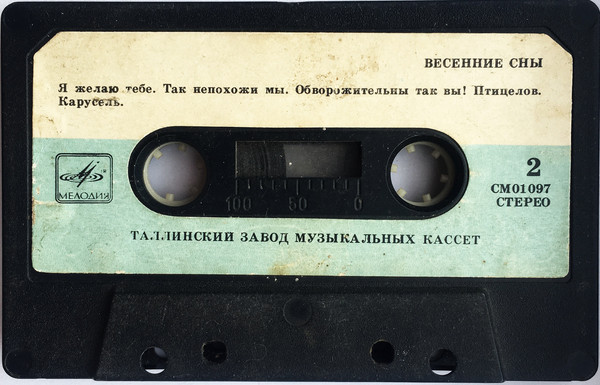 ВЕСЕННИЕ СНЫ
Я желаю тебе. Так непохожи мы. Обворожительны так вы! Птицелов.
Карусель.
МЕЛОДИЯ
2
СМ01097
СТЕРЕО
100 50 0
ТАЛЛИНСКИЙ ЗАВОД МУЗЫКАЛЬНЫХ КАССЕТ